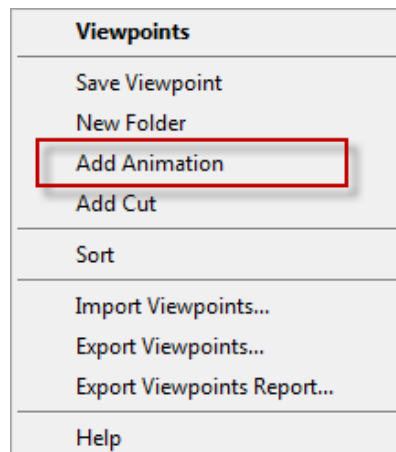 Viewpoints
Save Viewpoint
New Folder
Add Animation
Add Cut
Sort
Import Viewpoints...
Export Viewpoints...
Export Viewpoints Report...
Help